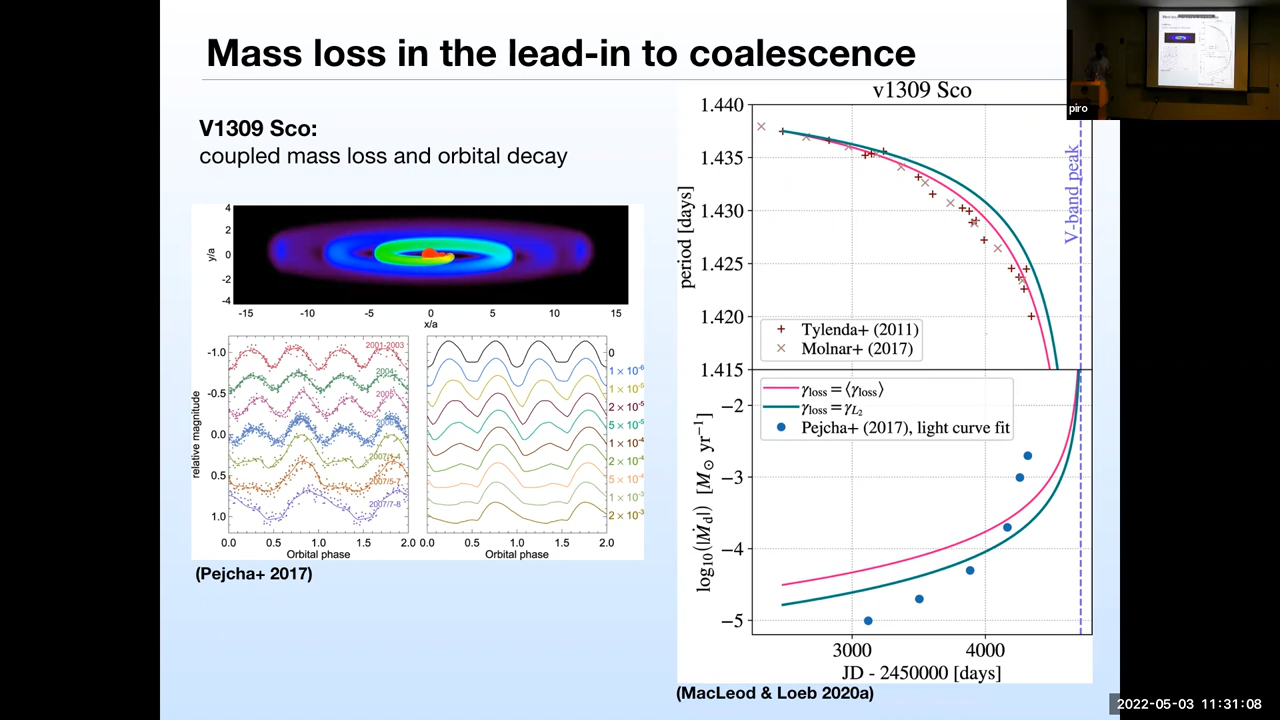 Mass loss in the lead-in to coalescence
piro
V1309 Sco:
coupled mass loss and orbital decay
4
2
0
-2
-4
y/a
-15
-10
-5
0
5
10
15
x/a
relative magnitude
-1.0
-0.5
0.0
0.5
1.0
2001-2003
2004
2007/5-7
2007/7-8
0.0
0.5
1.0
1.5
2.0
Orbital phase
0
1 × 10⁻⁶
1 × 10⁻⁵
2 × 10⁻⁵
5 × 10⁻⁵
1 × 10⁻⁴
2 × 10⁻⁴
5 × 10⁻⁴
1 × 10⁻³
2 × 10⁻³
0.0
0.5
1.0
1.5
2.0
Orbital phase
(Pejcha+ 2017)
v1309 Sco
period [days]
1.440
1.435
1.430
1.425
1.420
1.415
V-band peak
Tylenda+ (2011)
Molnar+ (2017)
γloss = ⟨γloss⟩
γloss = γL₂
Pejcha+ (2017), light curve fit
log₁₀(|Ṁd|) [M⊙ yr⁻¹]
−2
−3
−4
−5
3000
4000
JD - 2450000 [days]
(MacLeod & Loeb 2020a)
2022-05-03 11:31:08